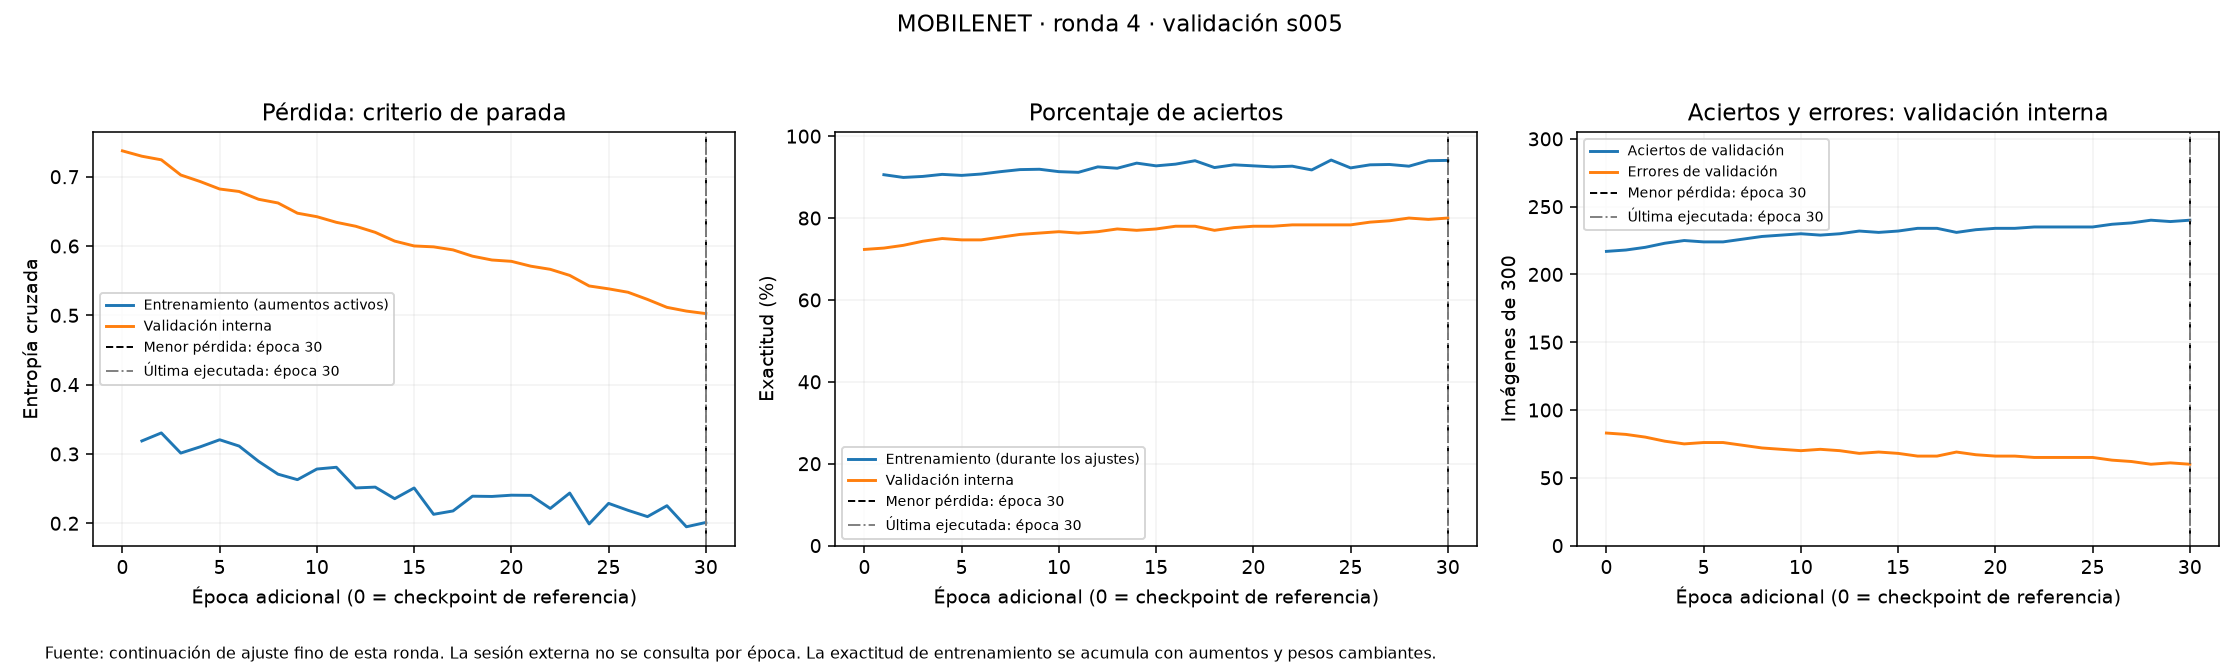 MOBILENET · ronda 4 · validación s005
Pérdida: criterio de parada
Entropía cruzada
0.7
0.6
0.5
0.4
0.3
0.2
Entrenamiento (aumentos activos)
Validación interna
Menor pérdida: época 30
Última ejecutada: época 30
0 5 10 15 20 25 30
Época adicional (0 = checkpoint de referencia)
Porcentaje de aciertos
Exactitud (%)
100
80
60
40
20
0
Entrenamiento (durante los ajustes)
Validación interna
Menor pérdida: época 30
Última ejecutada: época 30
0 5 10 15 20 25 30
Época adicional (0 = checkpoint de referencia)
Aciertos y errores: validación interna
Imágenes de 300
300
250
200
150
100
50
0
Aciertos de validación
Errores de validación
Menor pérdida: época 30
Última ejecutada: época 30
0 5 10 15 20 25 30
Época adicional (0 = checkpoint de referencia)
Fuente: continuación de ajuste fino de esta ronda. La sesión externa no se consulta por época. La exactitud de entrenamiento se acumula con aumentos y pesos cambiantes.